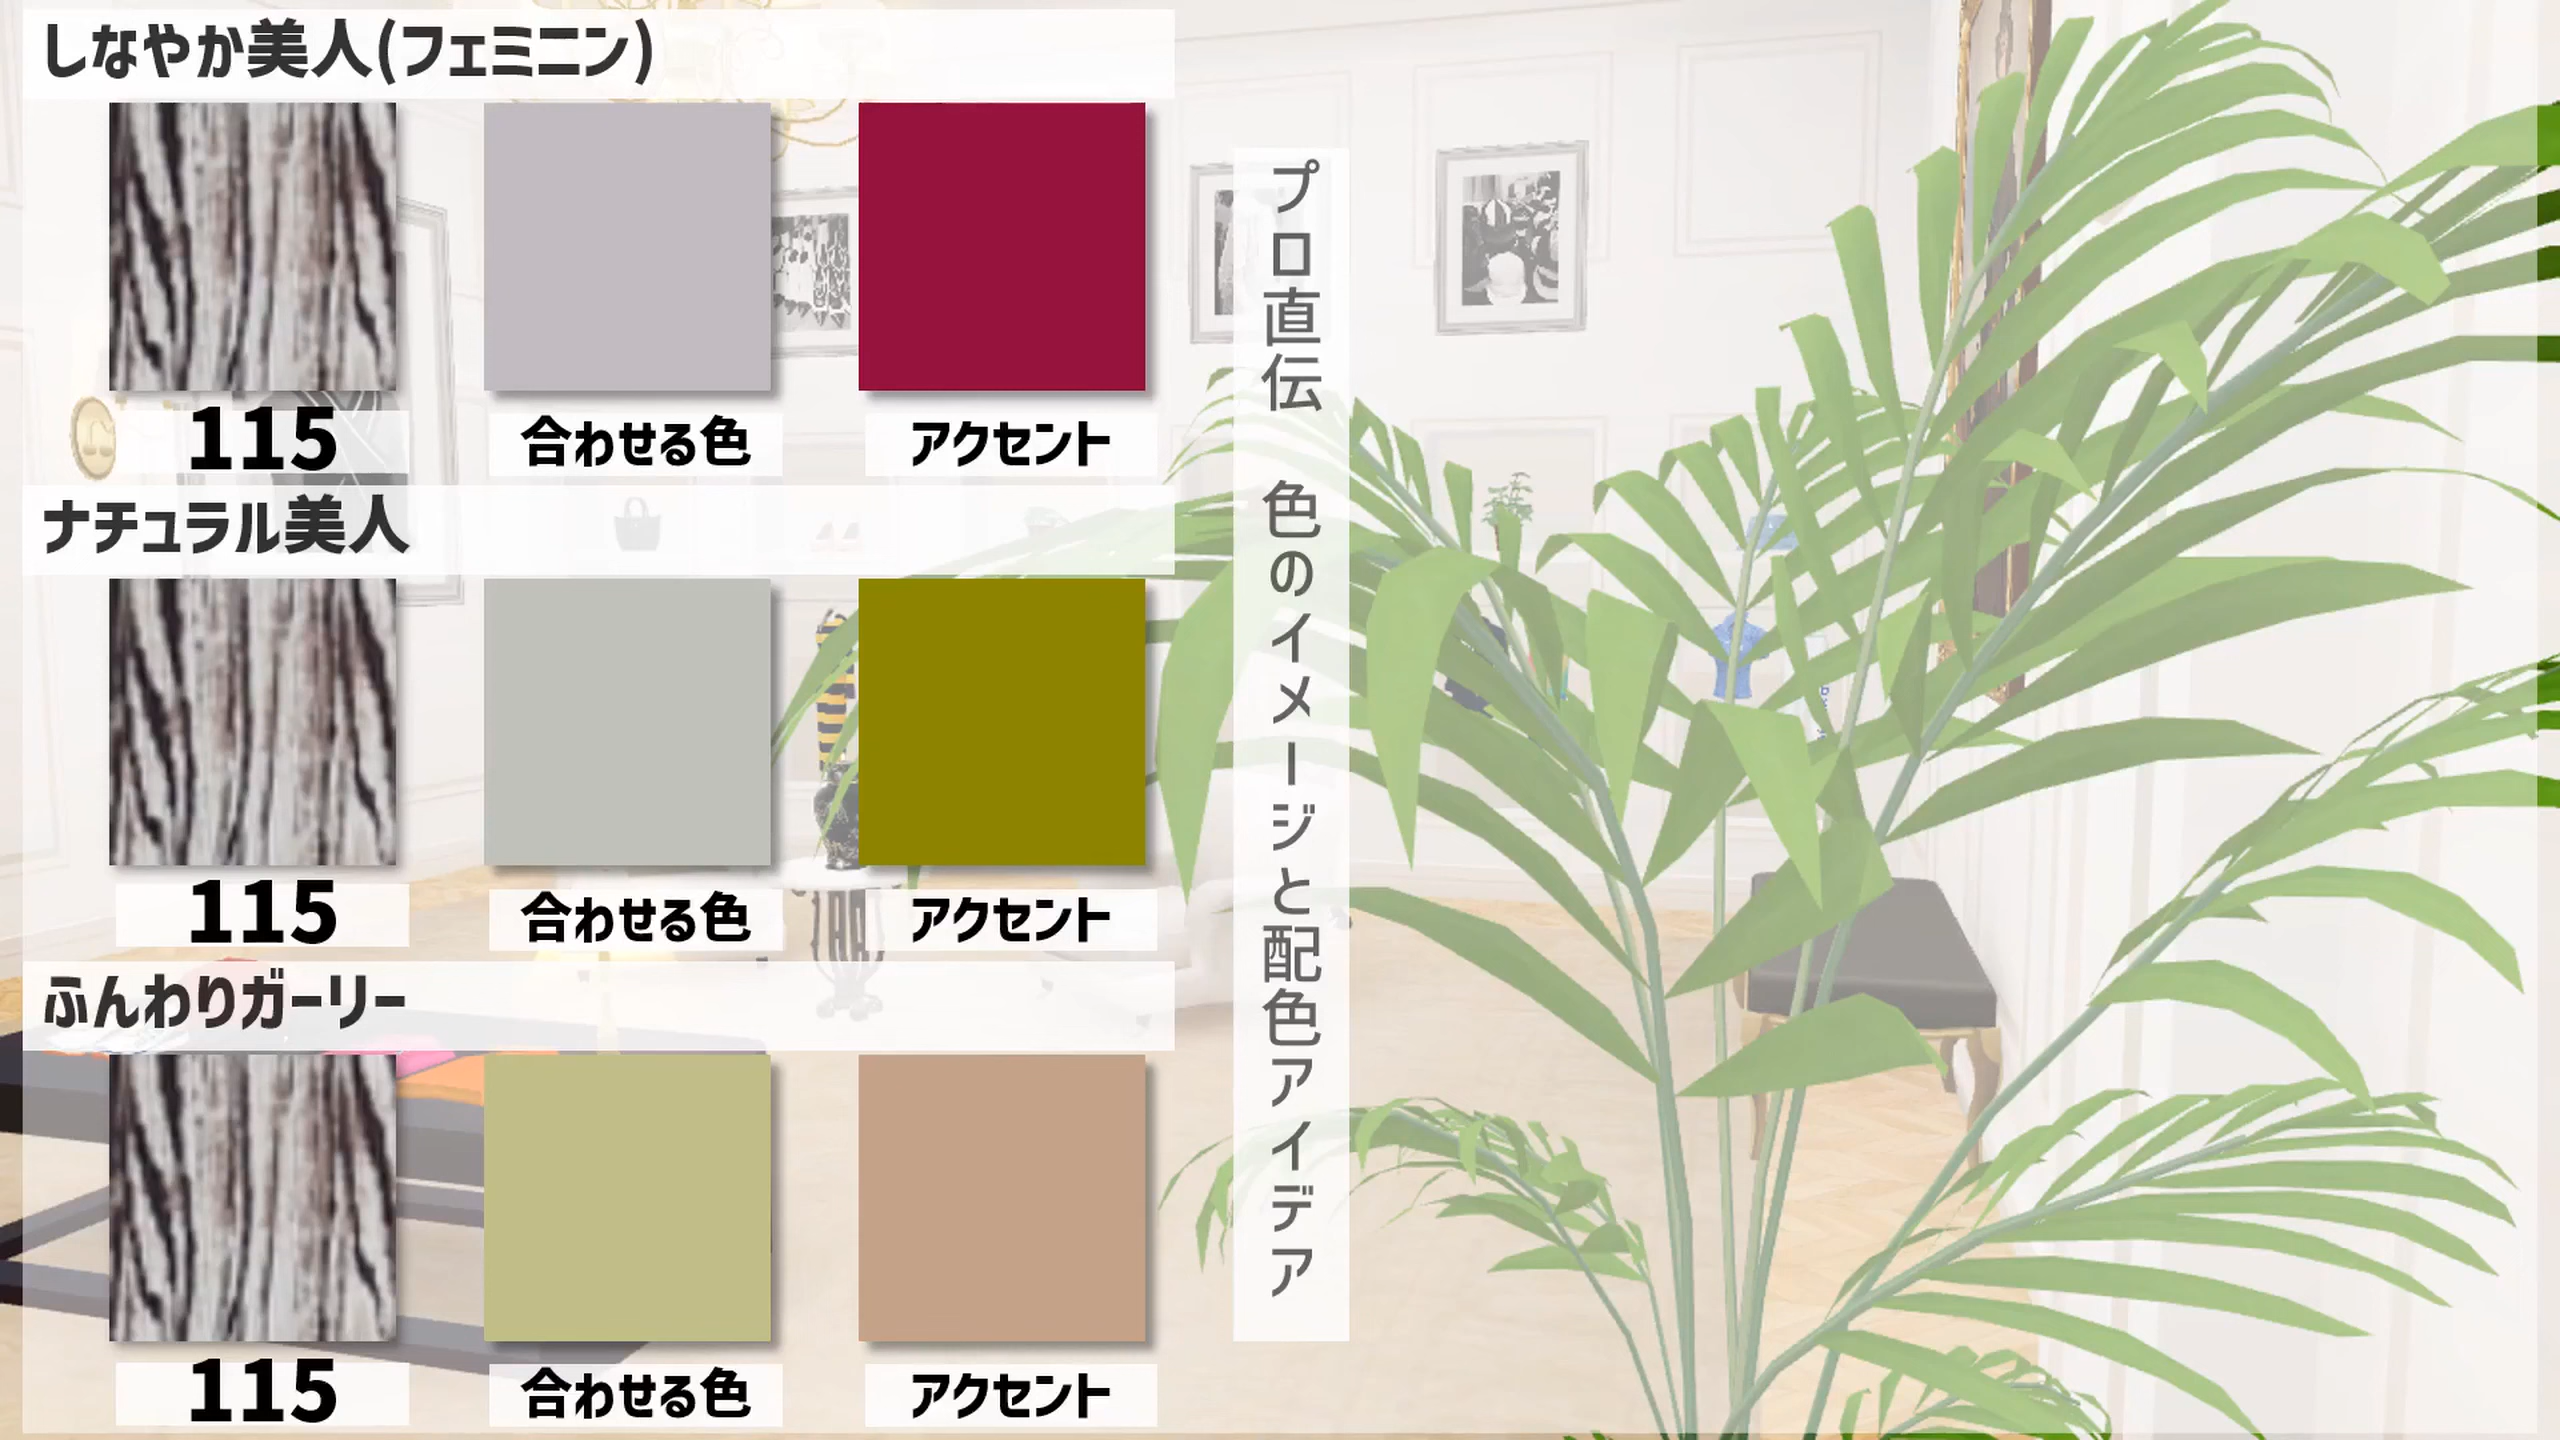 しなやか美人(フェミニン)
115
合わせる色
アクセント
ナチュラル美人
115
合わせる色
アクセント
ふんわりガーリー
115
合わせる色
アクセント
プロ直伝 色のイメージと配色アイデア